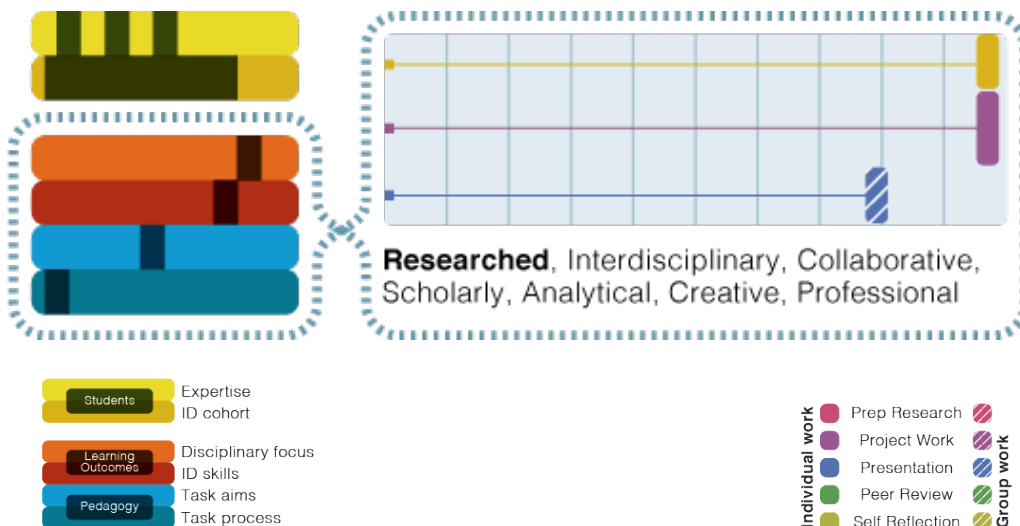 Researched, Interdisciplinary, Collaborative,
Scholarly, Analytical, Creative, Professional
Students
Expertise
ID cohort
Learning
Outcomes
Disciplinary focus
ID skills
Pedagogy
Task aims
Task process
Individual work
Prep Research
Project Work
Presentation
Peer Review
Self Reflection
Group work